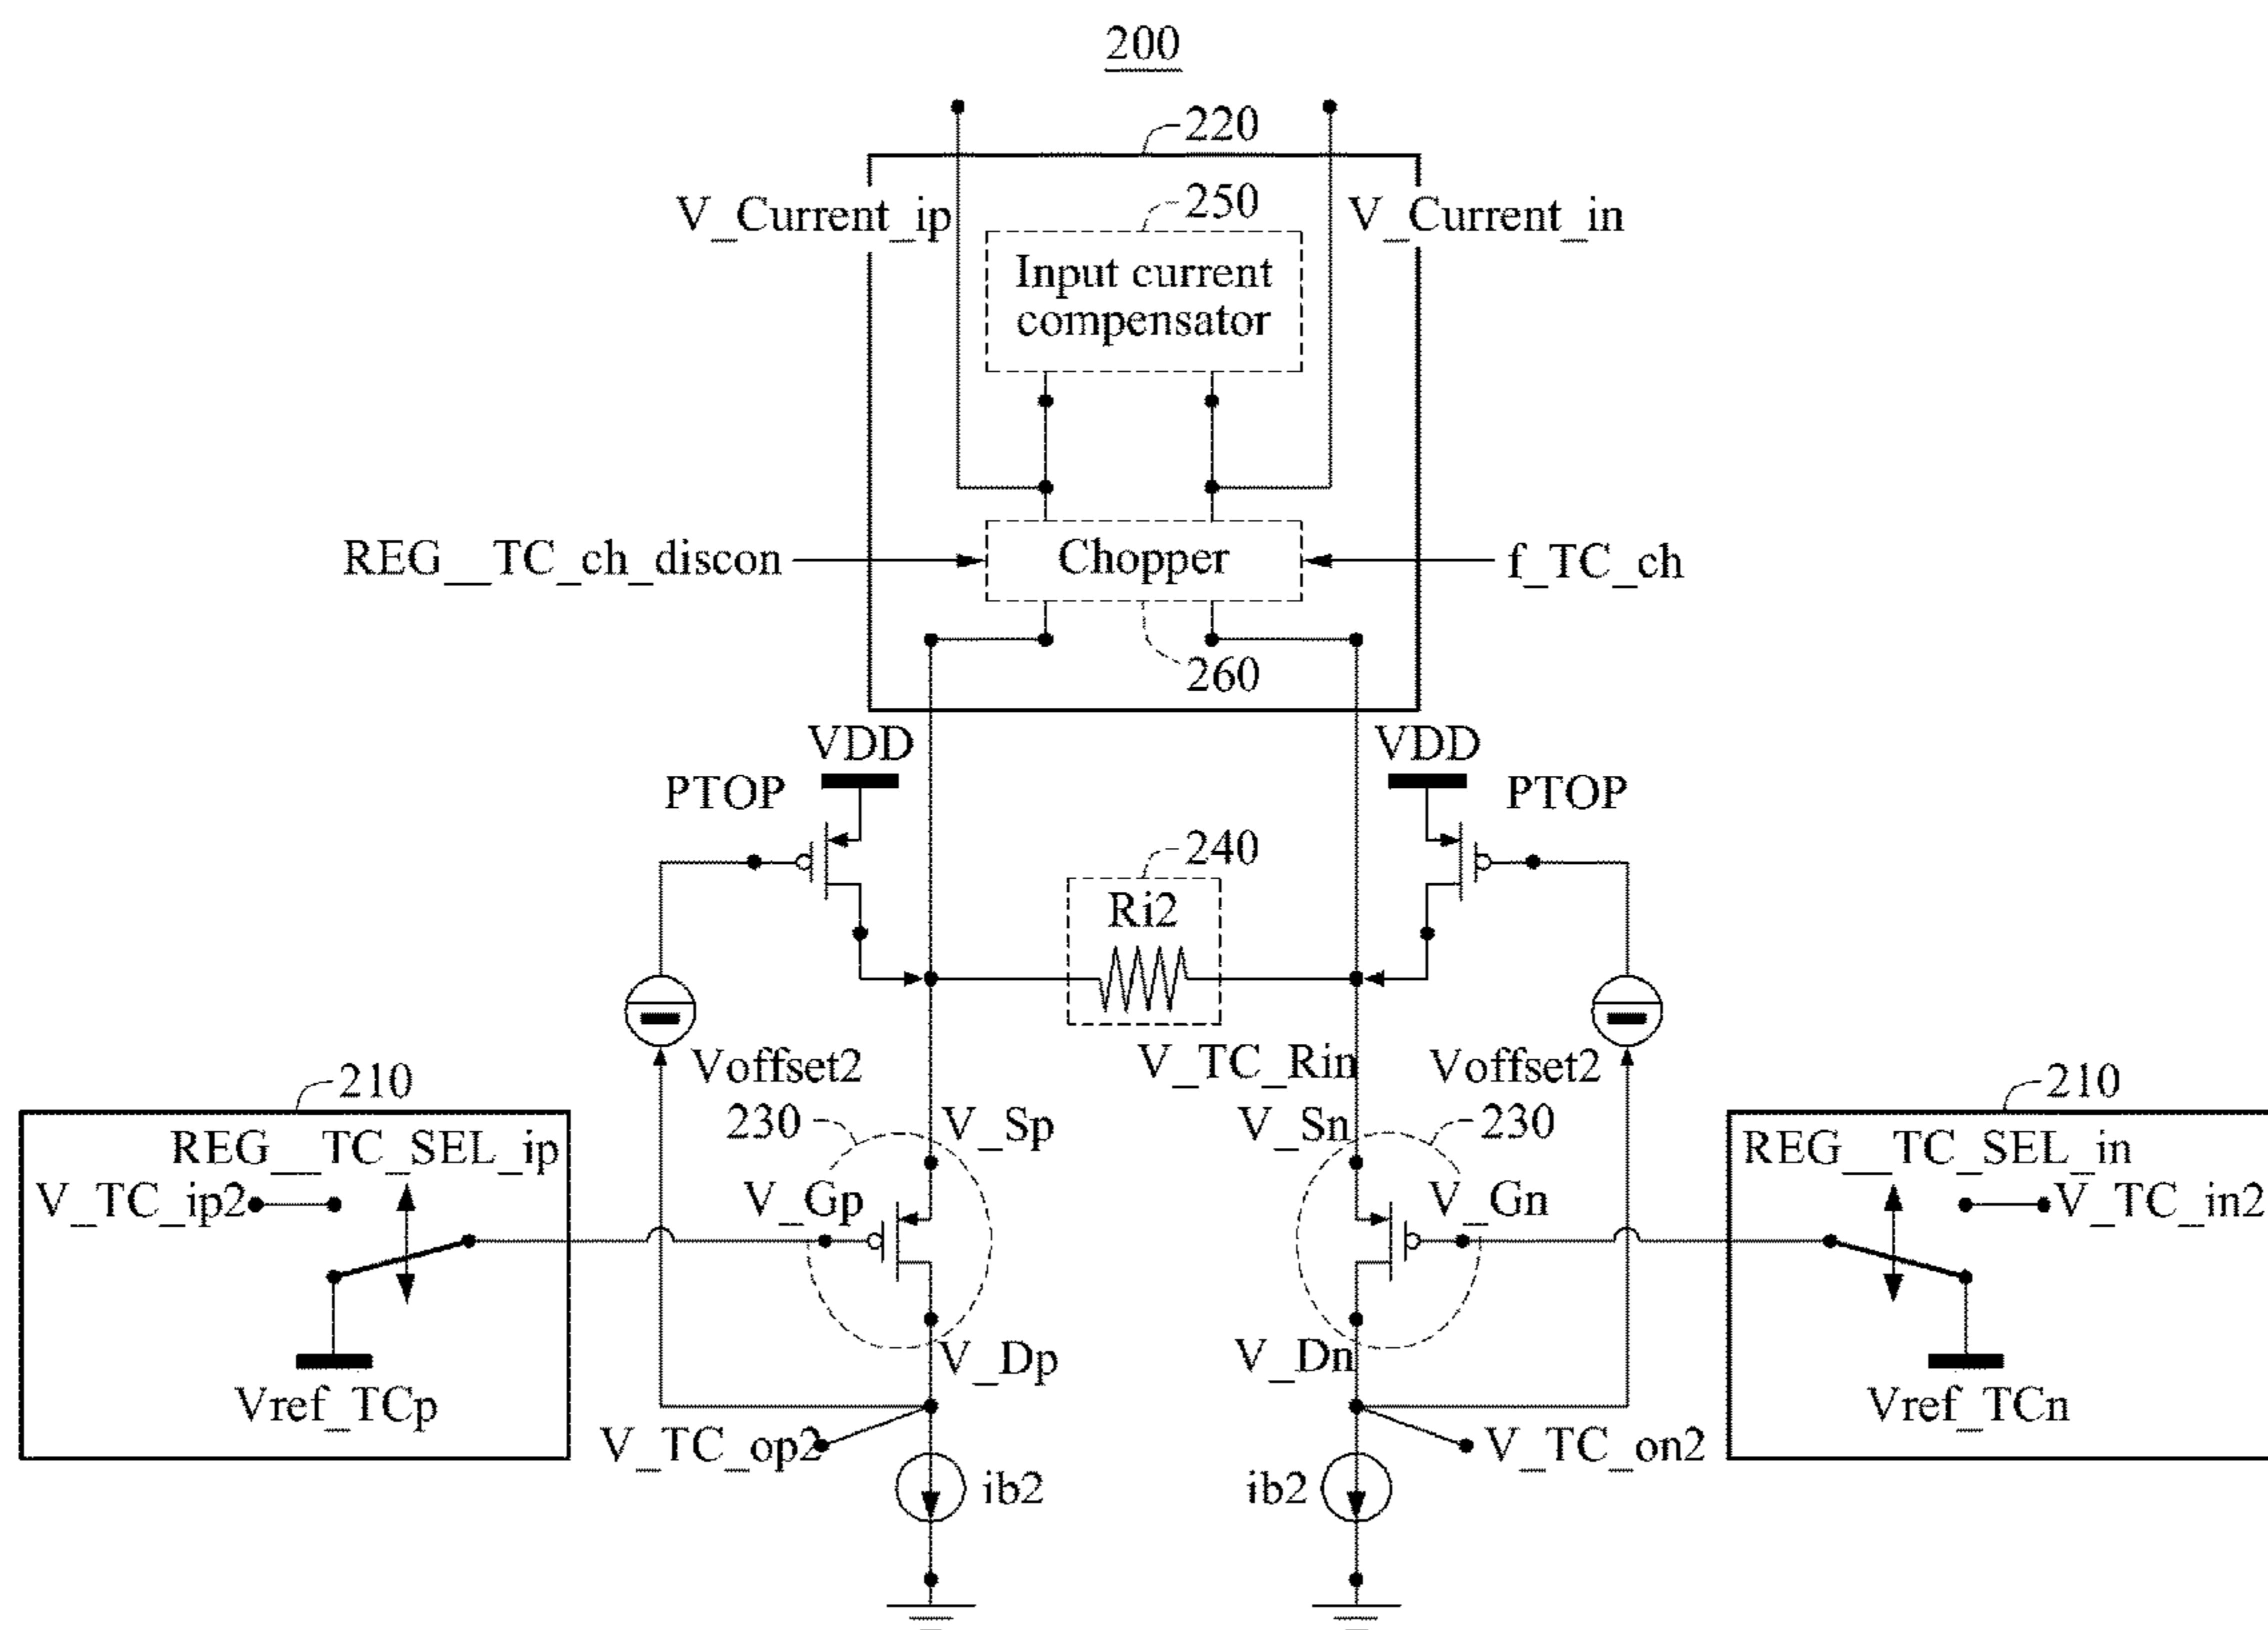 200
220
V_Current_ip
250
V_Current_in
Input current
compensator
REG__TC_ch_discon
Chopper
f_TC_ch
260
VDD
VDD
PTOP
PTOP
240
Ri2
Voffset2
V_TC_Rin
Voffset2
210
230
V_Sp
V_Sn
230
210
REG__TC_SEL_ip
V_TC_ip2
V_Gp
V_Gn
REG__TC_SEL_in
V_TC_in2
Vref_TCp
V_Dp
V_Dn
Vref_TCn
V_TC_op2
V_TC_on2
ib2
ib2